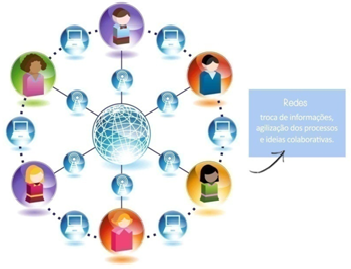 Redes
troca de informações,
agilização dos processos
e ideias colaborativas.